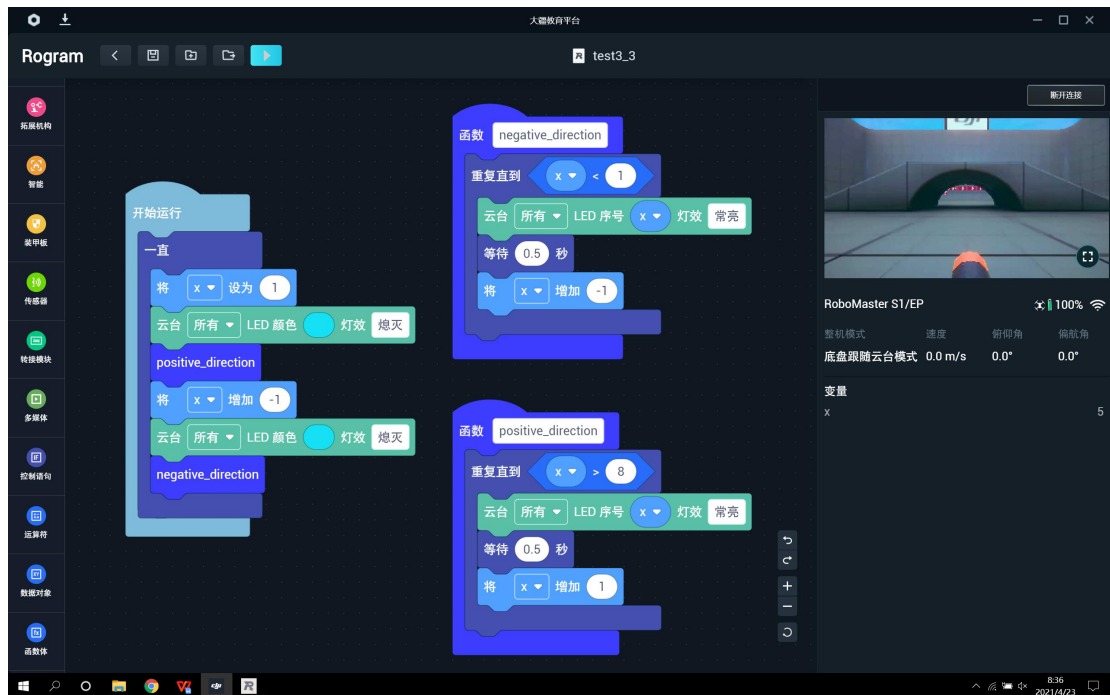 大疆教育平台
Rogram
test3_3
拓展机构
智能
装甲板
传感器
转接模块
多媒体
控制语句
运算符
数据对象
函数体
开始运行
一直
将 x 设为 1
云台 所有 LED 颜色 灯效 熄灭
positive_direction
将 x 增加 -1
云台 所有 LED 颜色 灯效 熄灭
negative_direction
函数 negative_direction
重复直到 x < 1
云台 所有 LED 序号 x 灯效 常亮
等待 0.5 秒
将 x 增加 -1
函数 positive_direction
重复直到 x > 8
云台 所有 LED 序号 x 灯效 常亮
等待 0.5 秒
将 x 增加 1
断开连接
RoboMaster S1/EP 100%
整机模式 速度 俯仰角 偏航角
底盘跟随云台模式 0.0 m/s 0.0° 0.0°
变量
x 5
8:36
2021/4/23